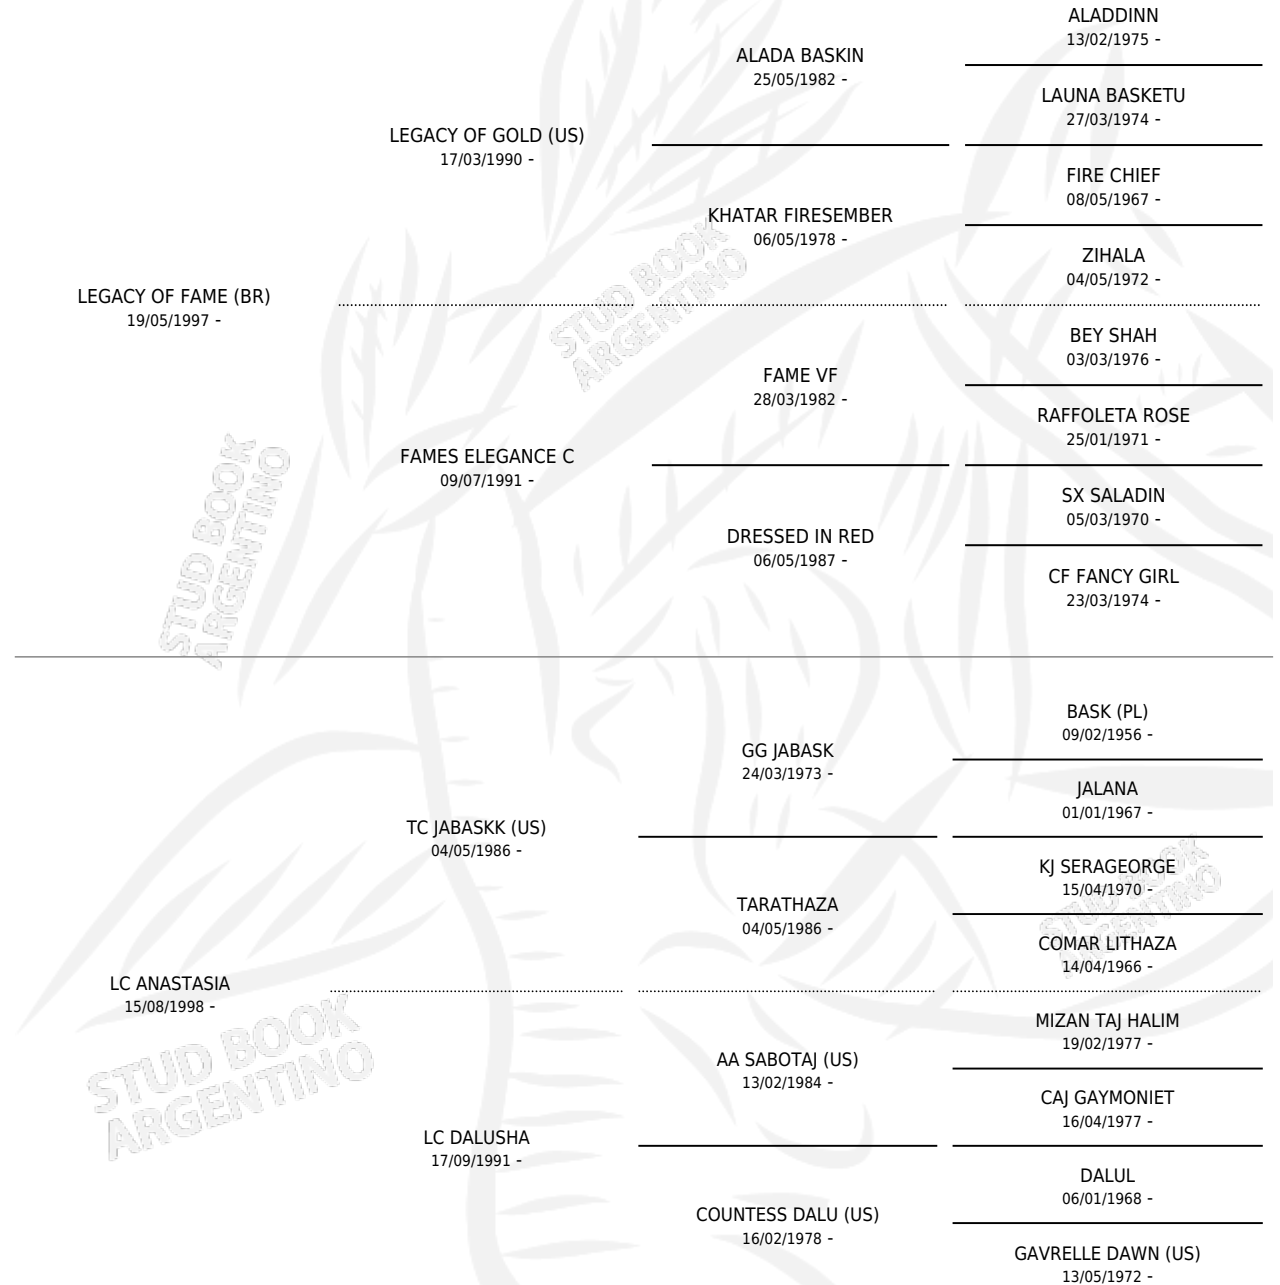 ALADDINN
13/02/1975 -
ALADA BASKIN
25/05/1982 -
LAUNA BASKETU
27/03/1974 -
LEGACY OF GOLD (US)
17/03/1990 -
FIRE CHIEF
08/05/1967 -
KHATAR FIRESEMBER
06/05/1978 -
ZIHALA
04/05/1972 -
LEGACY OF FAME (BR)
19/05/1997 -
BEY SHAH
03/03/1976 -
FAME VF
28/03/1982 -
RAFFOLETA ROSE
25/01/1971 -
FAMES ELEGANCE C
09/07/1991 -
SX SALADIN
05/03/1970 -
DRESSED IN RED
06/05/1987 -
CF FANCY GIRL
23/03/1974 -
BASK (PL)
09/02/1956 -
GG JABASK
24/03/1973 -
JALANA
01/01/1967 -
TC JABASKK (US)
04/05/1986 -
KJ SERAGEORGE
15/04/1970 -
TARATHAZA
04/05/1986 -
COMAR LITHAZA
14/04/1966 -
LC ANASTASIA
15/08/1998 -
MIZAN TAJ HALIM
19/02/1977 -
AA SABOTAJ (US)
13/02/1984 -
CAJ GAYMONIET
16/04/1977 -
LC DALUSHA
17/09/1991 -
DALUL
06/01/1968 -
COUNTESS DALU (US)
16/02/1978 -
GAVRELLE DAWN (US)
13/05/1972 -
STUD BOOK
ARGENTINO
STUD BOOK
ARGENTINO
STUD BOOK
ARGENTINO
STUD BOOK
ARGENTINO